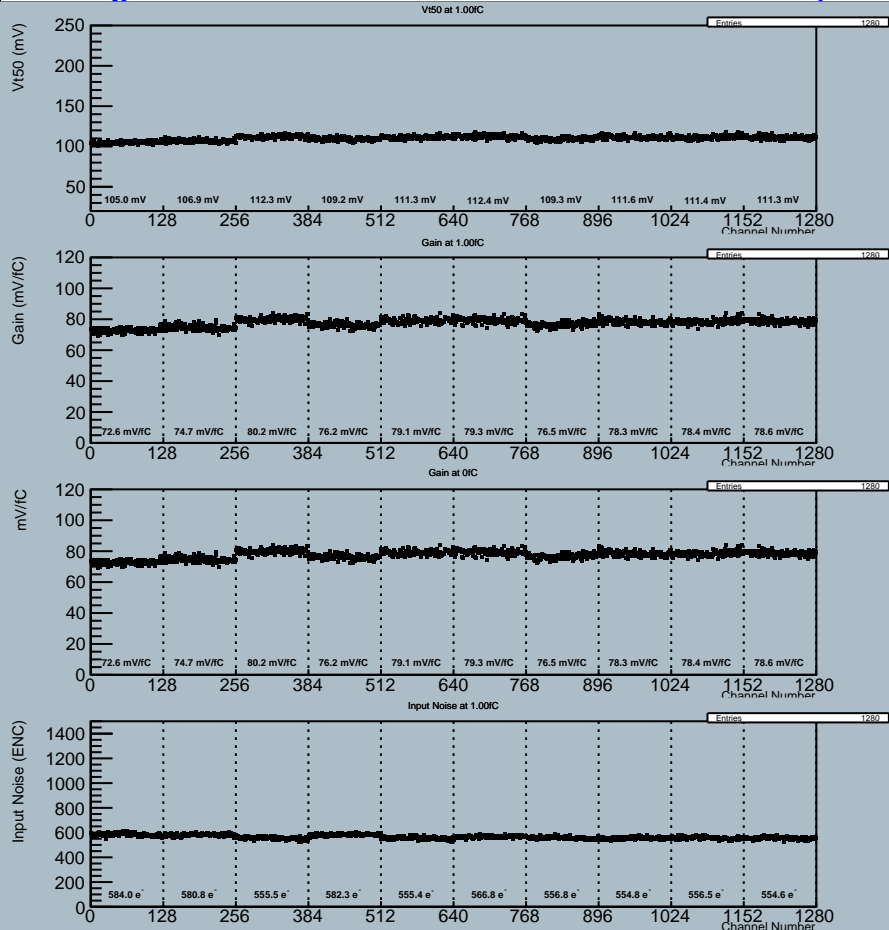 Vt50 at 1.00fC
Entries 1280
Vt50 (mV)
250
200
150
100
50
105.0 mV 106.9 mV 112.3 mV 109.2 mV 111.3 mV 112.4 mV 109.3 mV 111.6 mV 111.4 mV 111.3 mV
0 128 256 384 512 640 768 896 1024 1152 1280
Channel Number
Gain at 1.00fC
Entries 1280
Gain (mV/fC)
120
100
80
60
40
20
0
72.6 mV/fC 74.7 mV/fC 80.2 mV/fC 76.2 mV/fC 79.1 mV/fC 79.3 mV/fC 76.5 mV/fC 78.3 mV/fC 78.4 mV/fC 78.6 mV/fC
0 128 256 384 512 640 768 896 1024 1152 1280
Channel Number
Gain at 0fC
Entries 1280
mV/fC
120
100
80
60
40
20
0
72.6 mV/fC 74.7 mV/fC 80.2 mV/fC 76.2 mV/fC 79.1 mV/fC 79.3 mV/fC 76.5 mV/fC 78.3 mV/fC 78.4 mV/fC 78.6 mV/fC
0 128 256 384 512 640 768 896 1024 1152 1280
Channel Number
Input Noise at 1.00fC
Entries 1280
Input Noise (ENC)
1400
1200
1000
800
600
400
200
0
584.0 e⁻ 580.8 e⁻ 555.5 e⁻ 582.3 e⁻ 555.4 e⁻ 566.8 e⁻ 556.8 e⁻ 554.8 e⁻ 556.5 e⁻ 554.6 e⁻
0 128 256 384 512 640 768 896 1024 1152 1280
Channel Number